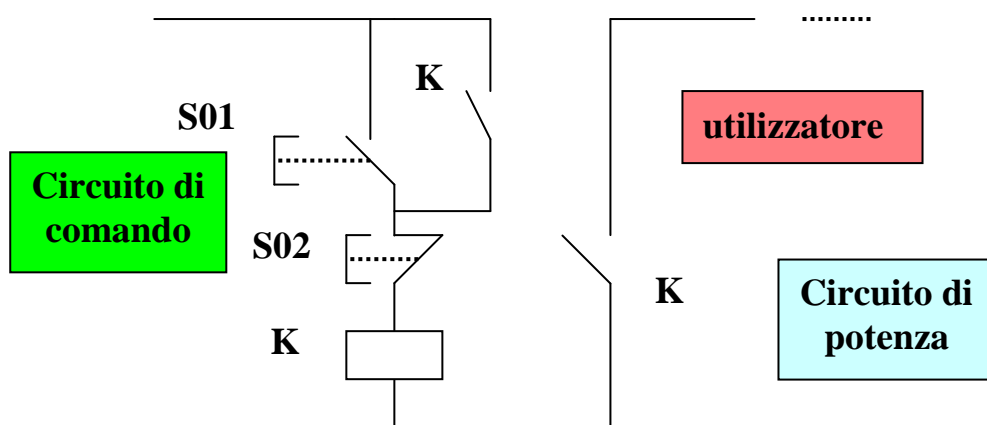 K
S01
utilizzatore
Circuito di
comando
S02
K
Circuito di
potenza
K